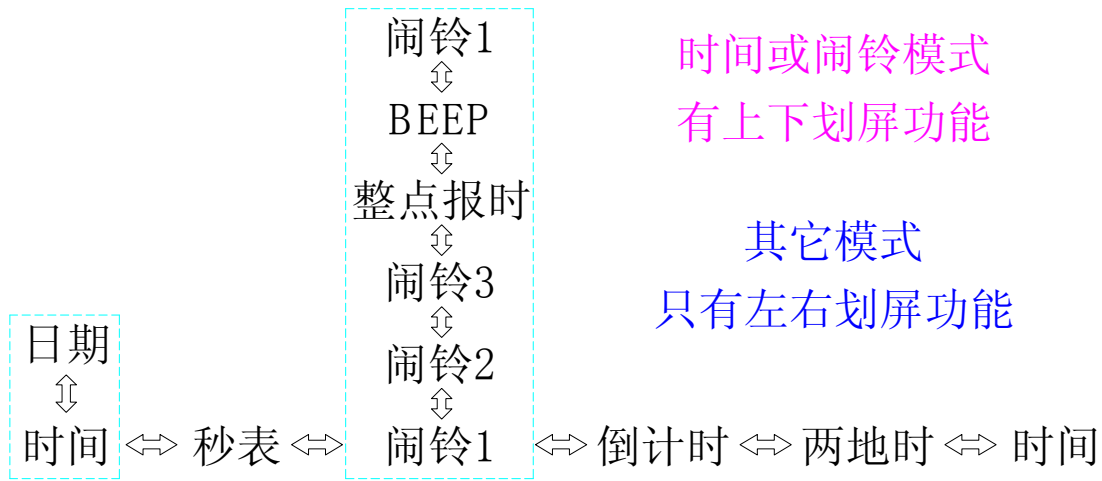 闹铃1
BEEP
整点报时
闹铃3
闹铃2
日期
时间 秒表 闹铃1 倒计时 两地时 时间
时间或闹铃模式
有上下划屏功能
其它模式
只有左右划屏功能